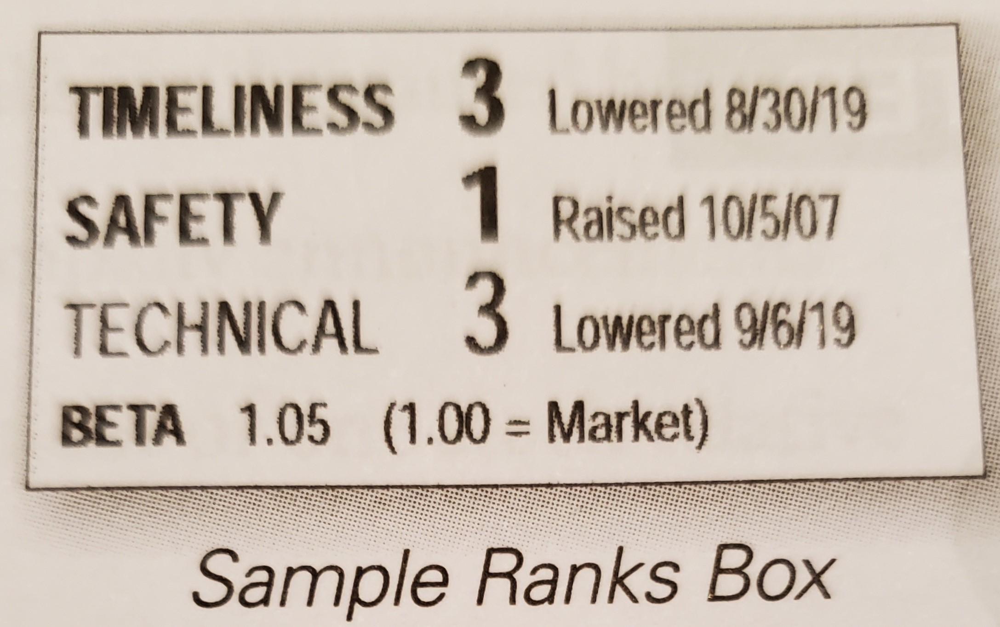 TIMELINESS 3 Lowered 8/30/19
SAFETY 1 Raised 10/5/07
TECHNICAL 3 Lowered 9/6/19
BETA 1.05 (1.00 = Market)
Sample Ranks Box